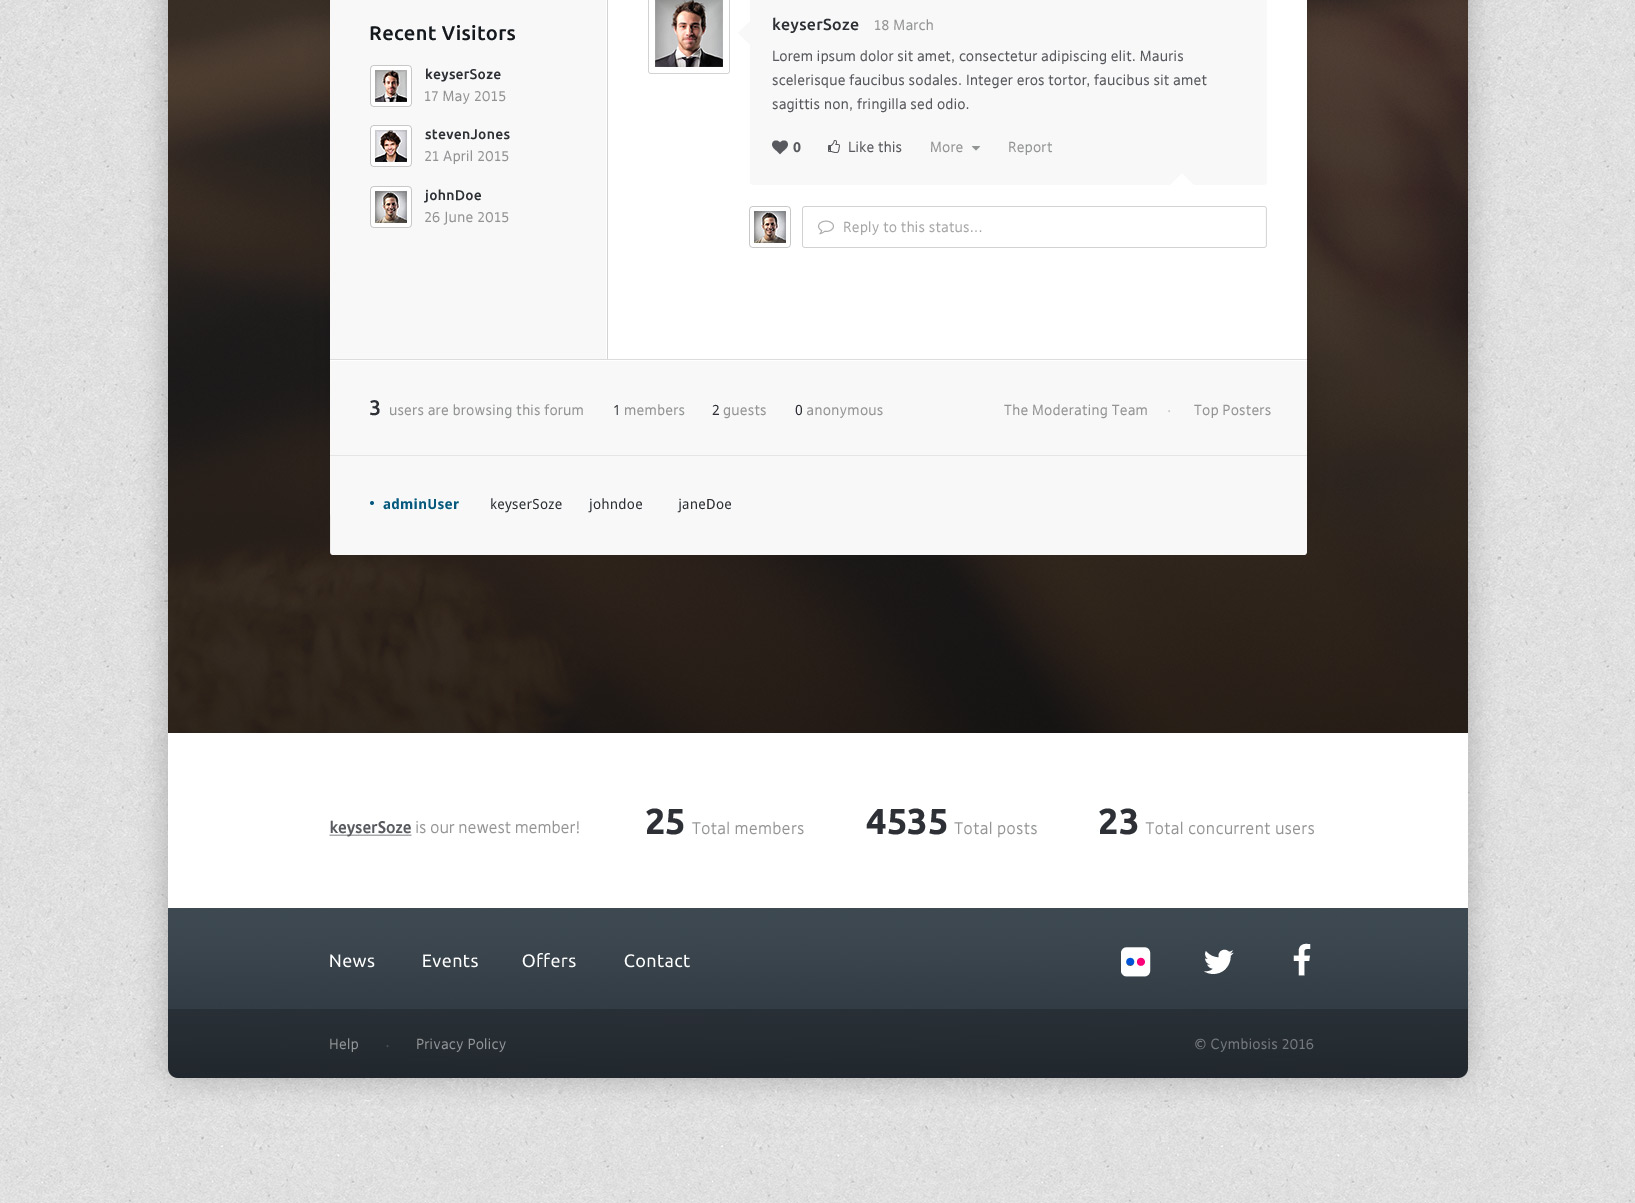 Recent Visitors
keyserSoze
17 May 2015
stevenJones
21 April 2015
johnDoe
26 June 2015
keyserSoze 18 March
Lorem ipsum dolor sit amet, consectetur adipiscing elit. Mauris
scelerisque faucibus sodales. Integer eros tortor, faucibus sit amet
sagittis non, fringilla sed odio.
0 Like this More Report
Reply to this status...
3 users are browsing this forum 1 members 2 guests 0 anonymous The Moderating Team · Top Posters
• adminUser keyserSoze johndoe janeDoe
keyserSoze is our newest member! 25 Total members 4535 Total posts 23 Total concurrent users
News Events Offers Contact
Help · Privacy Policy © Cymbiosis 2016